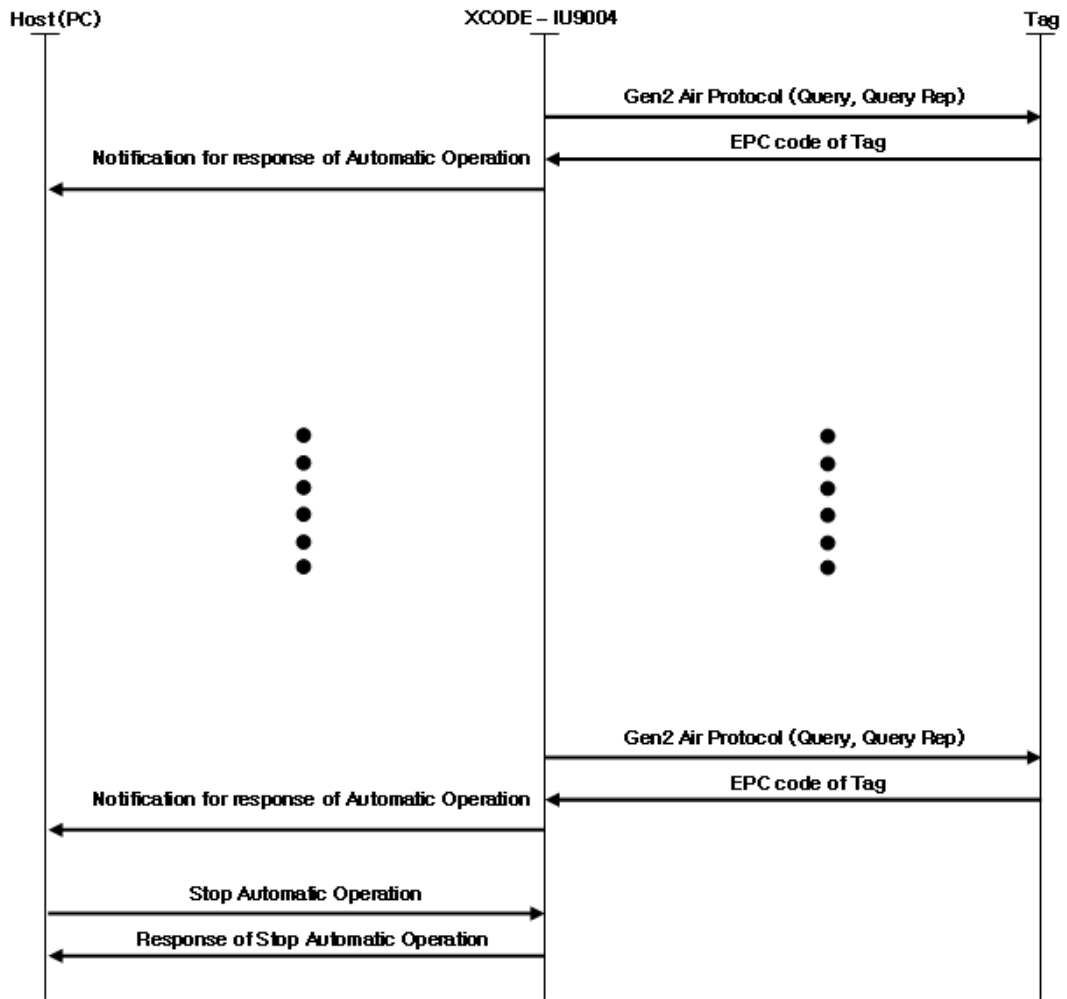 Host(PC)
XCODE – IU9004
Tag
Gen2 Air Protocol (Query, Query Rep)
EPC code of Tag
Notification for response of Automatic Operation
Gen2 Air Protocol (Query, Query Rep)
EPC code of Tag
Notification for response of Automatic Operation
Stop Automatic Operation
Response of Stop Automatic Operation